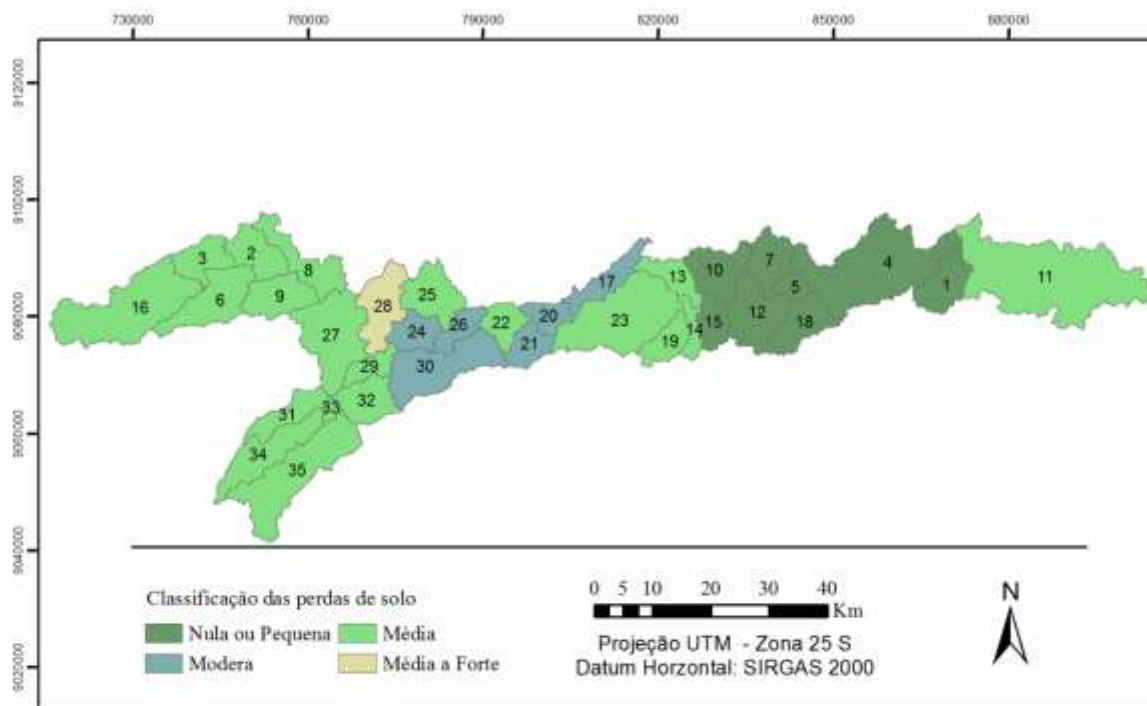 730000 760000 790000 820000 850000 880000
9120000
9100000
9080000
9060000
9040000
9020000
3 2 8
16 6 9
27
28 25
24 26 22 20 17
30 21
29
32
31 33
34
35
23 13
19 14
10 7
15 12 5
18
4 1 11
Classificação das perdas de solo
Nula ou Pequena Média
Modera Média a Forte
0 5 10 20 30 40
Km
Projeção UTM - Zona 25 S
Datum Horzontal: SIRGAS 2000
N